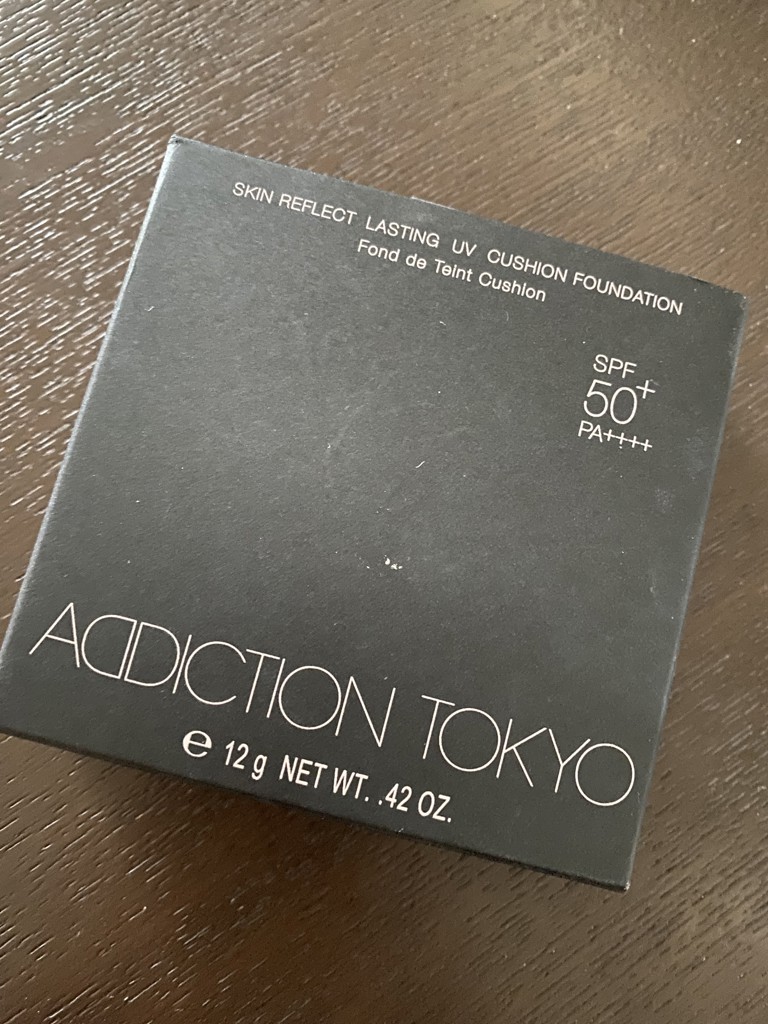 SKIN REFLECT LASTING UV CUSHION FOUNDATION
Fond de Teint Cushion
SPF
50+
PA++++
ADDICTION TOKYO
℮ 12 g NET WT. .42 OZ.